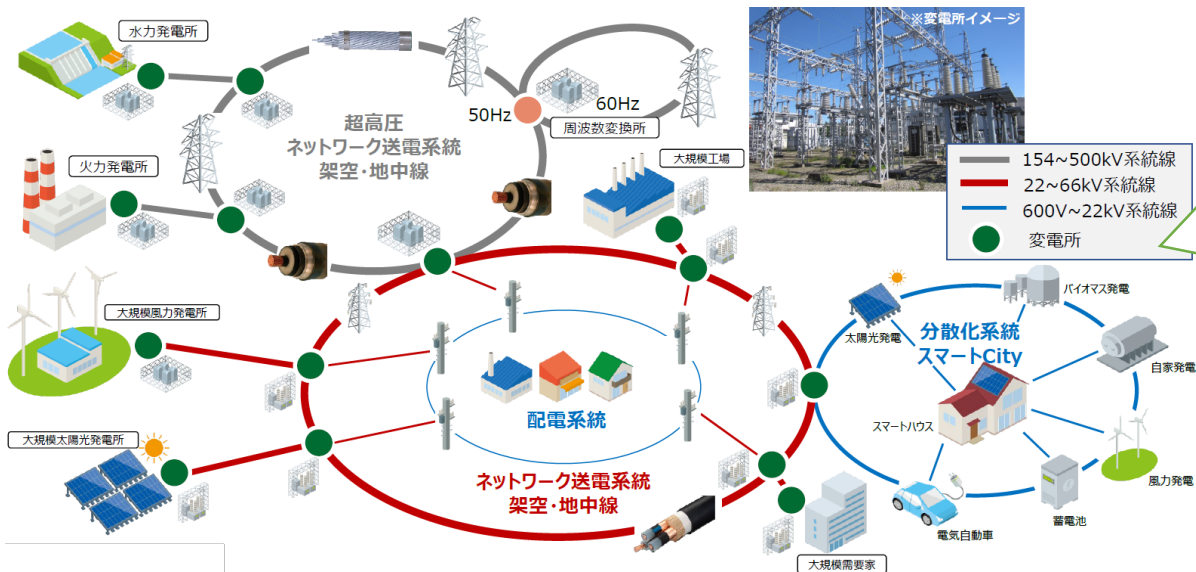 水力発電所
※変電所イメージ
50Hz
60Hz
周波数変換所
超高圧
ネットワーク送電系統
架空・地中線
火力発電所
大規模工場
154~500kV系統線
22~66kV系統線
600V~22kV系統線
変電所
大規模風力発電所
バイオマス発電
太陽光発電
分散化系統
スマートCity
自家発電
配電系統
スマートハウス
大規模太陽光発電所
ネットワーク送電系統
架空・地中線
風力発電
蓄電池
電気自動車
大規模需要家